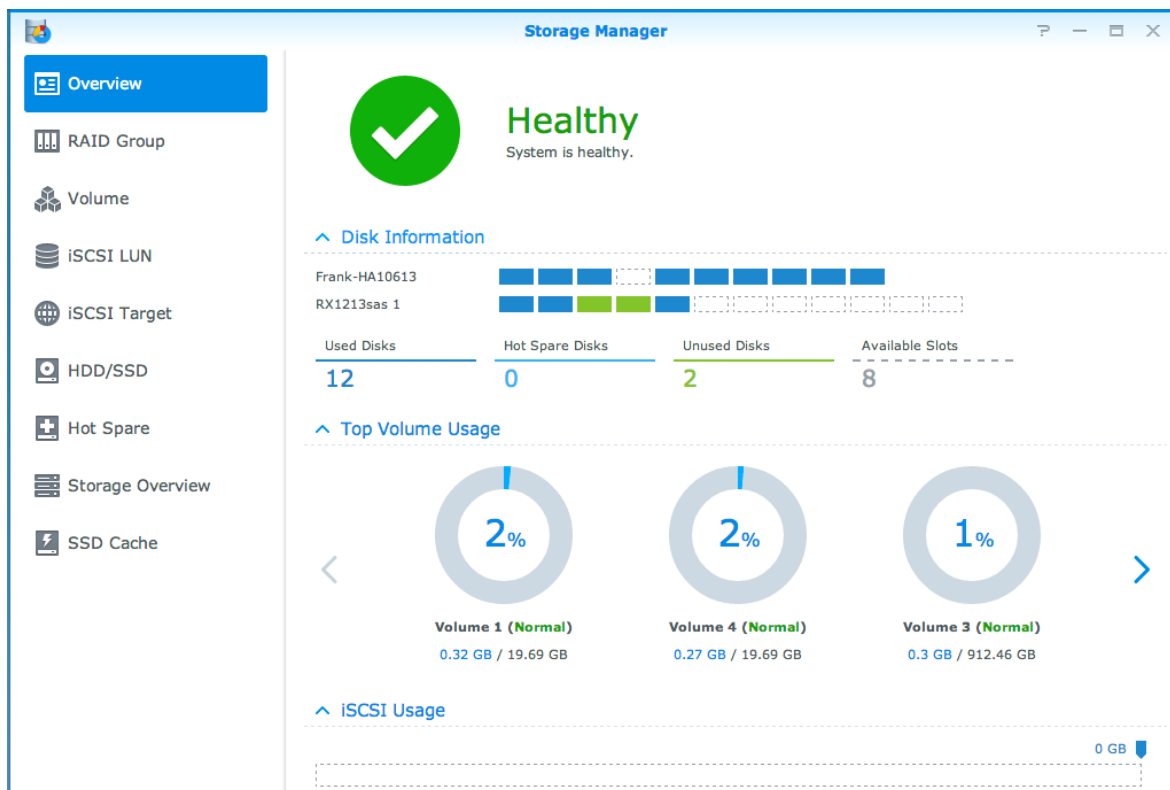 Storage Manager
Overview
RAID Group
Volume
iSCSI LUN
iSCSI Target
HDD/SSD
Hot Spare
Storage Overview
SSD Cache
Healthy
System is healthy.
Disk Information
Frank-HA10613
RX1213sas 1
Used Disks Hot Spare Disks Unused Disks Available Slots
12 0 2 8
Top Volume Usage
2% 2% 1%
Volume 1 (Normal) Volume 4 (Normal) Volume 3 (Normal)
0.32 GB / 19.69 GB 0.27 GB / 19.69 GB 0.3 GB / 912.46 GB
iSCSI Usage
0 GB